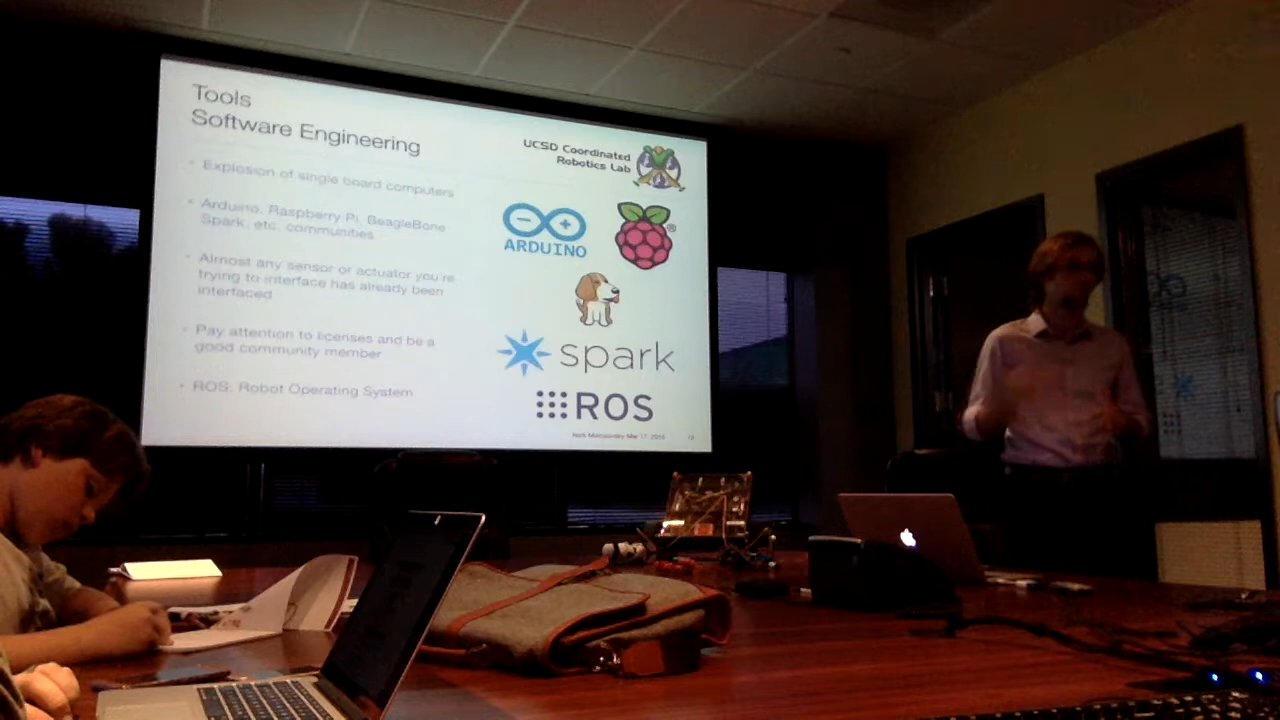 Tools
Software Engineering
UCSD Coordinated
Robotics Lab
Explosion of single board computers
Arduino, Raspberry Pi, BeagleBone
Spark, etc. communities
Almost any sensor or actuator you're
trying to interface has already been
interfaced
Pay attention to licenses and be a
good community member
ROS: Robot Operating System
ARDUINO
®
spark
ROS
Mar 17,